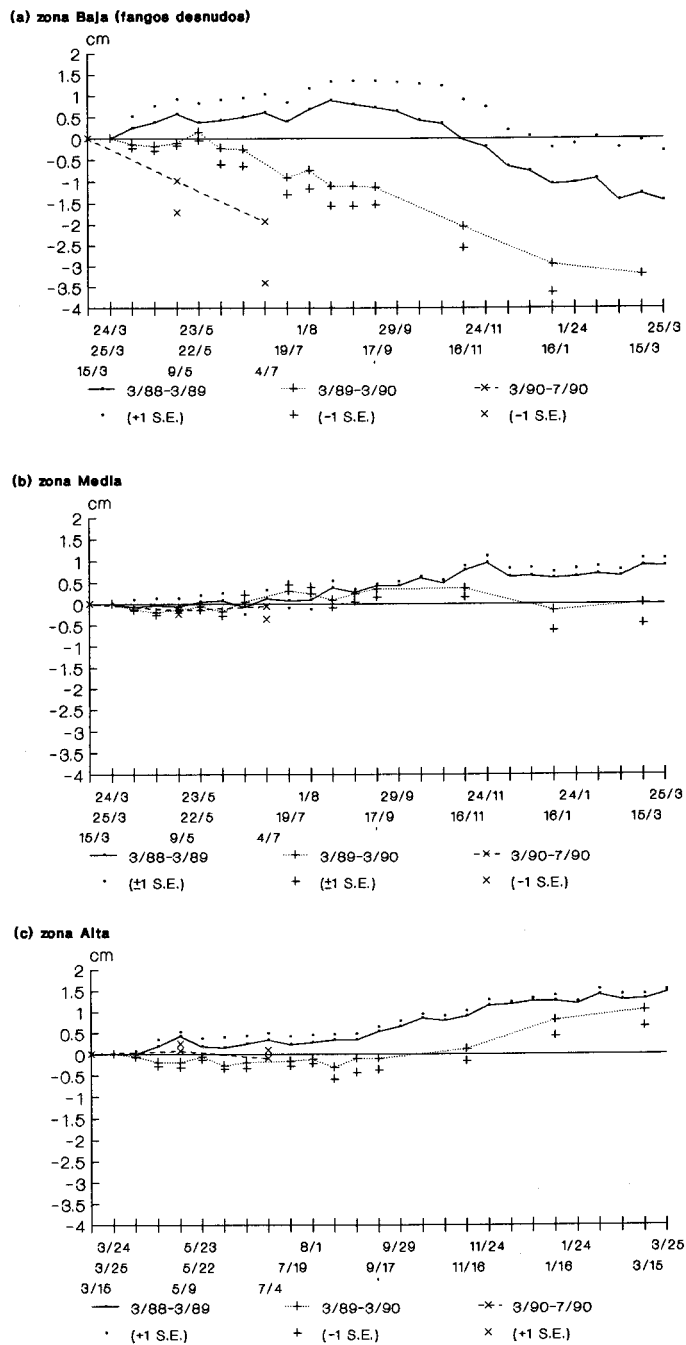 (a) zona Baja (fangos desnudos)
cm
2
1.5
1
0.5
0
-0.5
-1
-1.5
-2
-2.5
-3
-3.5
-4
24/3 23/5 1/8 29/9 24/11 1/24 25/3
25/3 22/5 19/7 17/9 16/11 16/1 15/3
15/3 9/5 4/7
3/88-3/89 3/89-3/90 3/90-7/90
(+1 S.E.) (-1 S.E.) (-1 S.E.)
(b) zona Media
cm
2
1.5
1
0.5
0
-0.5
-1
-1.5
-2
-2.5
-3
-3.5
-4
24/3 23/5 1/8 29/9 24/11 24/1 25/3
25/3 22/5 19/7 17/9 16/11 16/1 15/3
15/3 9/5 4/7
3/88-3/89 3/89-3/90 3/90-7/90
(±1 S.E.) (±1 S.E.) (-1 S.E.)
(c) zona Alta
cm
2
1.5
1
0.5
0
-0.5
-1
-1.5
-2
-2.5
-3
-3.5
-4
3/24 5/23 8/1 9/29 11/24 1/24 3/25
3/25 5/22 7/19 9/17 11/16 1/16 3/15
3/15 5/9 7/4
3/88-3/89 3/89-3/90 3/90-7/90
(+1 S.E.) (-1 S.E.) (+1 S.E.)